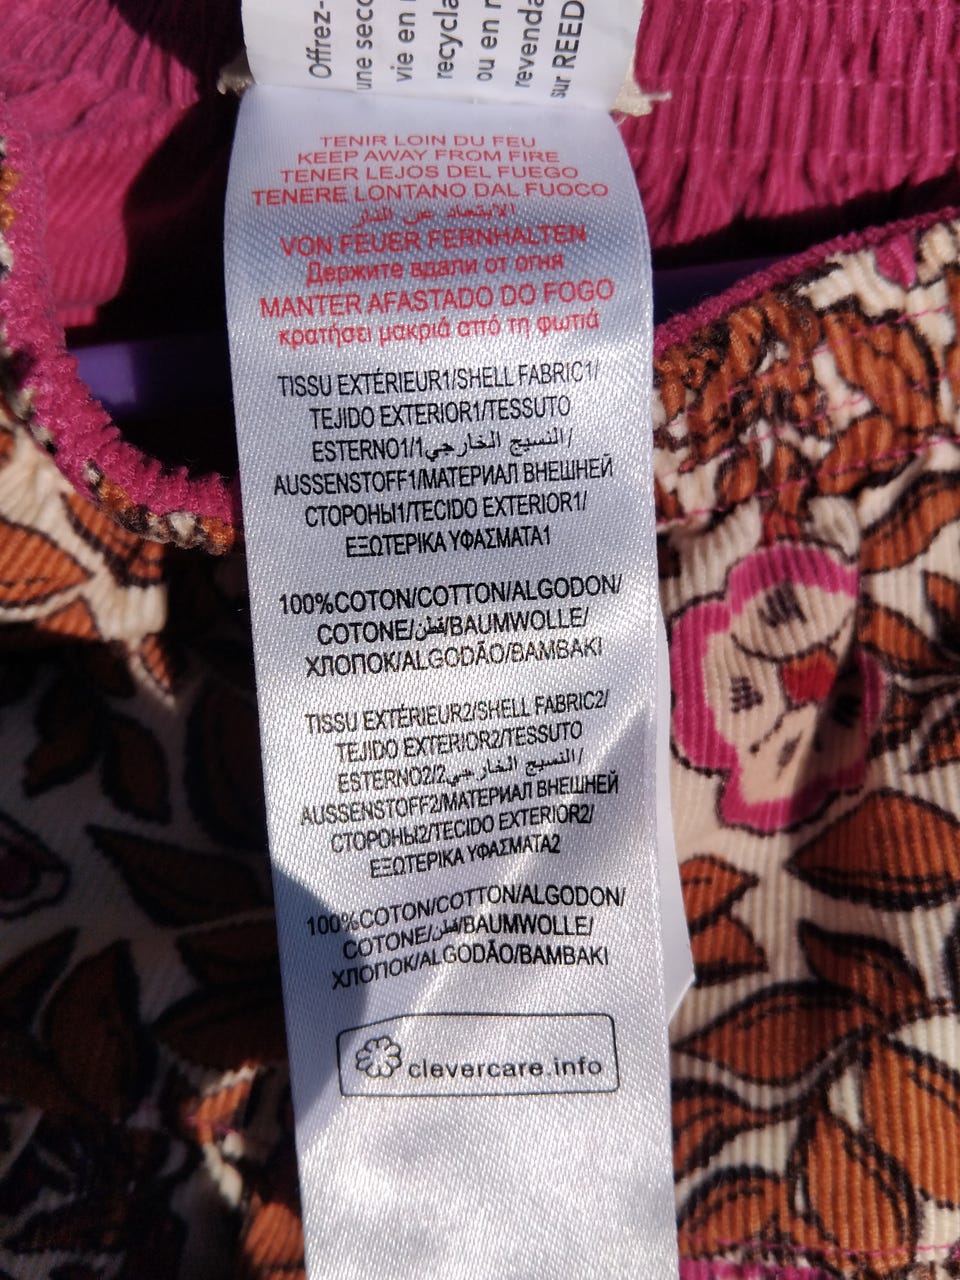 Offrez-
une seco
vie en
recycla
ou en r
revenda
sur REED
TENIR LOIN DU FEU
KEEP AWAY FROM FIRE
TENER LEJOS DEL FUEGO
TENERE LONTANO DAL FUOCO
الابتعاد عن النار
VON FEUER FERNHALTEN
Держите вдали от огня
MANTER AFASTADO DO FOGO
κρατήσει μακριά από τη φωτιά
TISSU EXTÉRIEUR1/SHELL FABRIC1/
TEJIDO EXTERIOR1/TESSUTO
ESTERNO1/1النسيج الخارجي/
AUSSENSTOFF1/МАТЕРИАЛ ВНЕШНЕЙ
СТОРОНЫ1/TECIDO EXTERIOR1/
ΕΞΩΤΕΡΙΚΑ ΥΦΑΣΜΑΤΑ1
100%COTON/COTTON/ALGODON/
COTONE/قطن/BAUMWOLLE/
ХЛОПОК/ALGODÃO/BAMBAKI
TISSU EXTÉRIEUR2/SHELL FABRIC2/
TEJIDO EXTERIOR2/TESSUTO
ESTERNO2/2النسيج الخارجي/
AUSSENSTOFF2/МАТЕРИАЛ ВНЕШНЕЙ
СТОРОНЫ2/TECIDO EXTERIOR2/
ΕΞΩΤΕΡΙΚΑ ΥΦΑΣΜΑΤΑ2
100%COTON/COTTON/ALGODON/
COTONE/قطن/BAUMWOLLE/
ХЛОПОК/ALGODÃO/BAMBAKI
clevercare.info